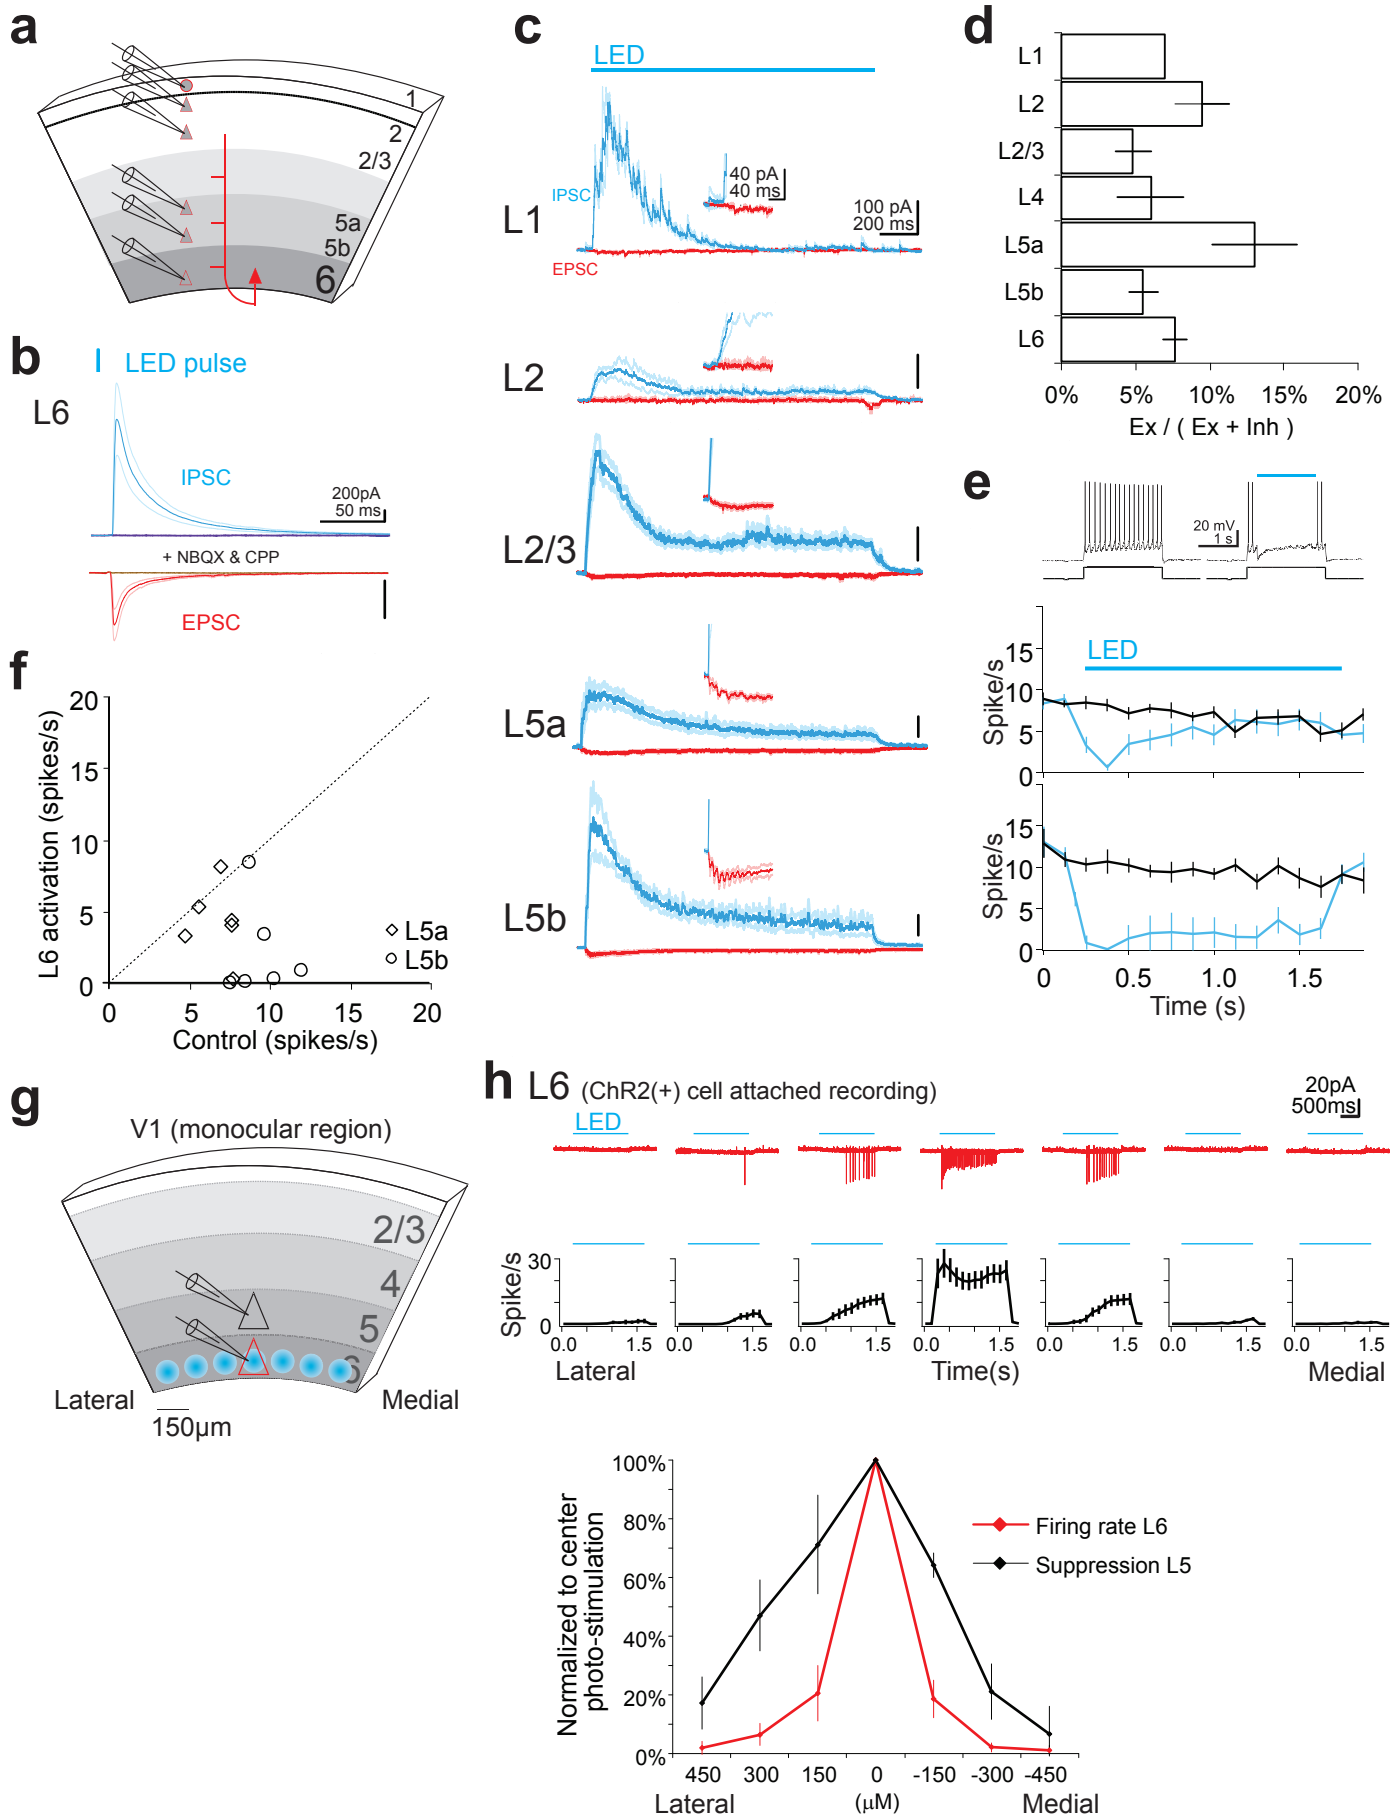 a
1
2
2/3
5a
5b
6
b
LED pulse
L6
IPSC
200pA
50 ms
+ NBQX & CPP
EPSC
c
LED
IPSC
40 pA
40 ms
L1
100 pA
200 ms
EPSC
L2
L2/3
L5a
L5b
d
L1
L2
L2/3
L4
L5a
L5b
L6
0% 5% 10% 15% 20%
Ex / ( Ex + Inh )
e
20 mV
1 s
LED
Spike/s
15
10
5
0
Spike/s
15
10
5
0
0 0.5 1.0 1.5
Time (s)
f
L6 activation (spikes/s)
20
15
10
5
0
L5a
L5b
0 5 10 15 20
Control (spikes/s)
g
V1 (monocular region)
2/3
4
5
6
Lateral Medial
150µm
h L6 (ChR2(+) cell attached recording)
20pA
500ms
LED
Spike/s
30
0
0.0 1.5 0.0 1.5 0.0 1.5 0.0 1.5 0.0 1.5 0.0 1.5 0.0 1.5
Lateral Time(s) Medial
Normalized to center
photo-stimulation
100%
80%
60%
40%
20%
0%
Firing rate L6
Suppression L5
450 300 150 0 -150 -300 -450
Lateral (µM) Medial